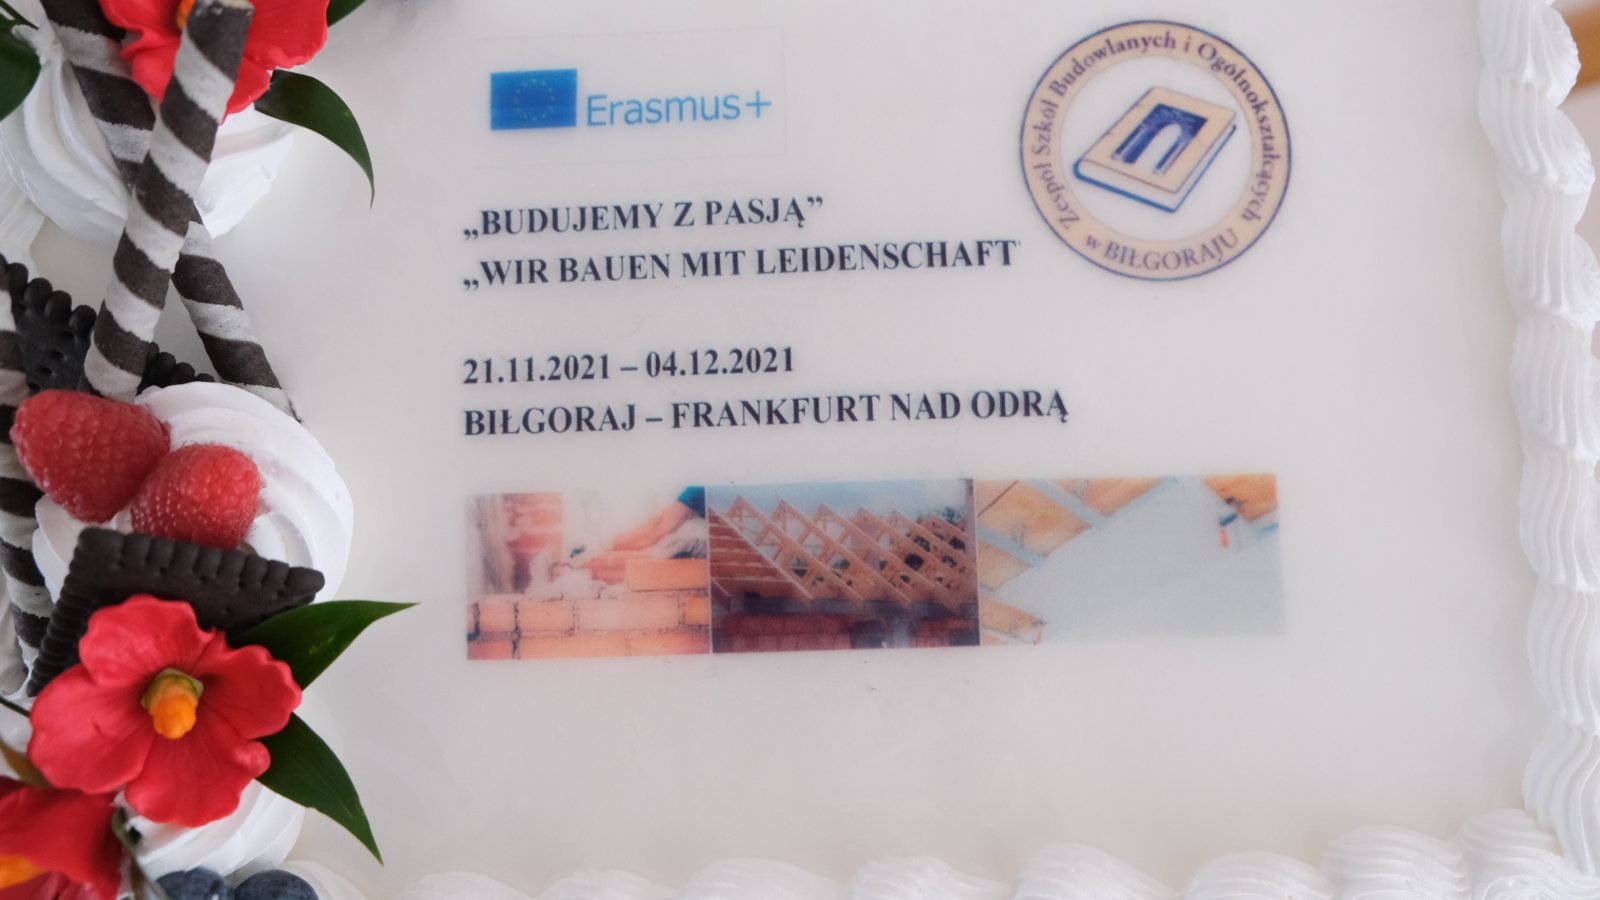 Erasmus+
Zespół Szkół Budowlanych i Ogólnokształcących
w BIŁGORAJU
„BUDUJEMY Z PASJĄ”
„WIR BAUEN MIT LEIDENSCHAFT
21.11.2021 – 04.12.2021
BIŁGORAJ – FRANKFURT NAD ODRĄ